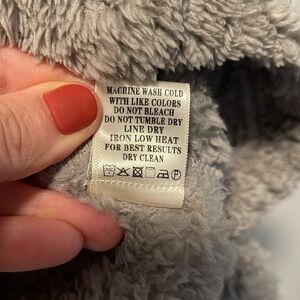 MACHINE WASH COLD
WITH LIKE COLORS
DO NOT BLEACH
DO NOT TUMBLE DRY
LINE DRY
IRON LOW HEAT
FOR BEST RESULTS
DRY CLEAN